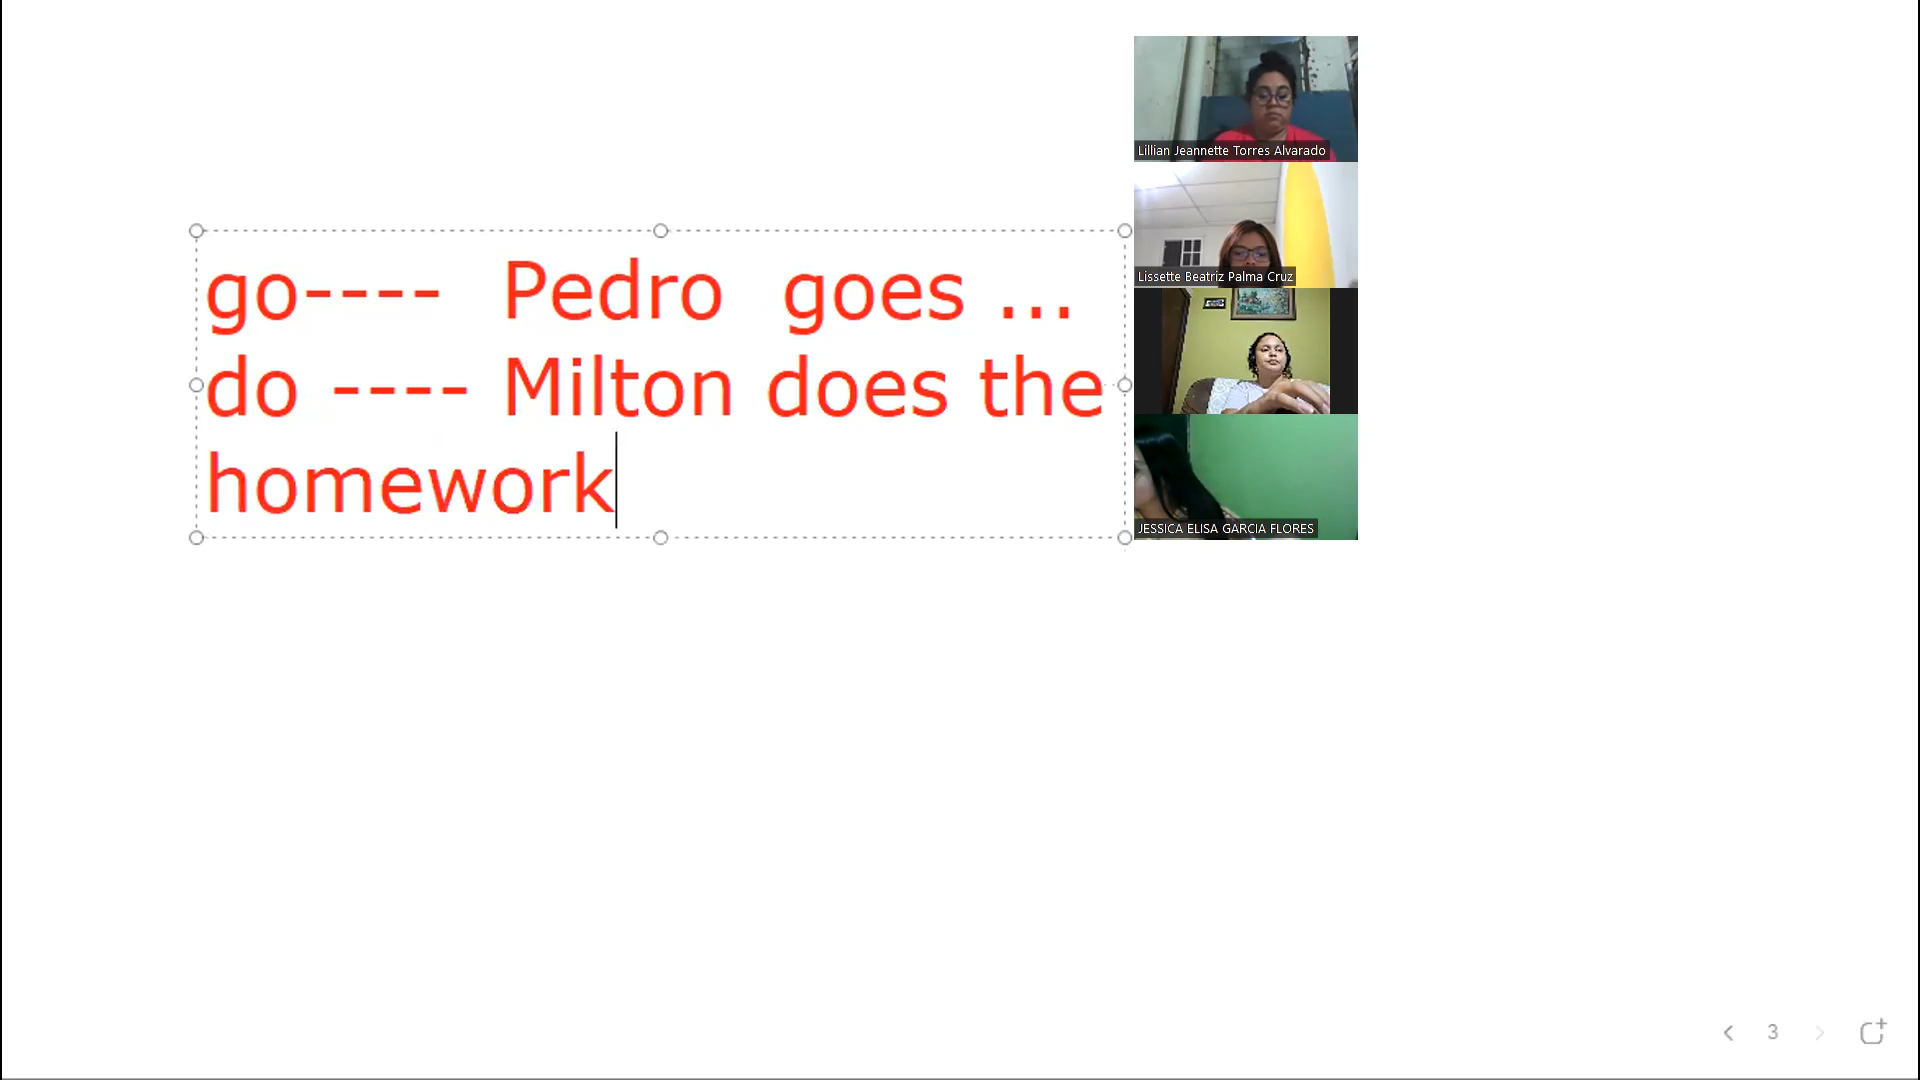 go----  Pedro  goes ...
do ---- Milton does the
homework
Lillian Jeannette Torres Alvarado
Lissette Beatriz Palma Cruz
JESSICA ELISA GARCIA FLORES
3